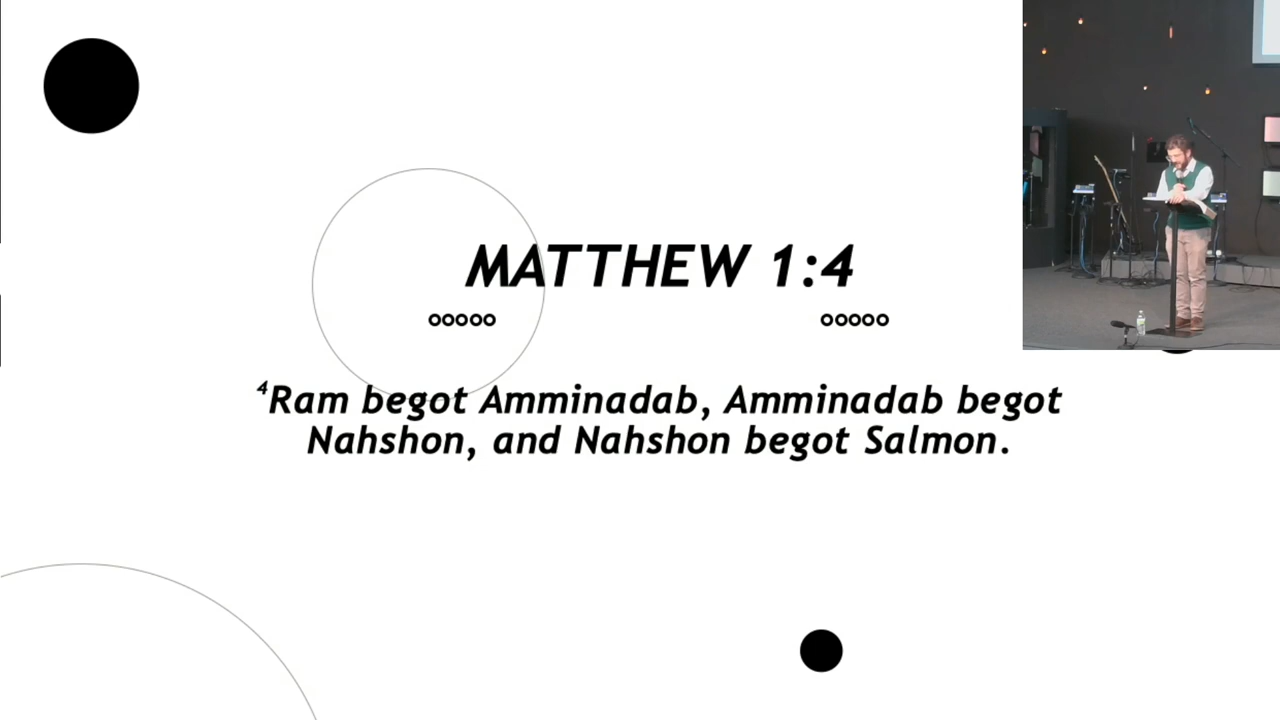 MATTHEW 1:4
⁴Ram begot Amminadab, Amminadab begot
Nahshon, and Nahshon begot Salmon.